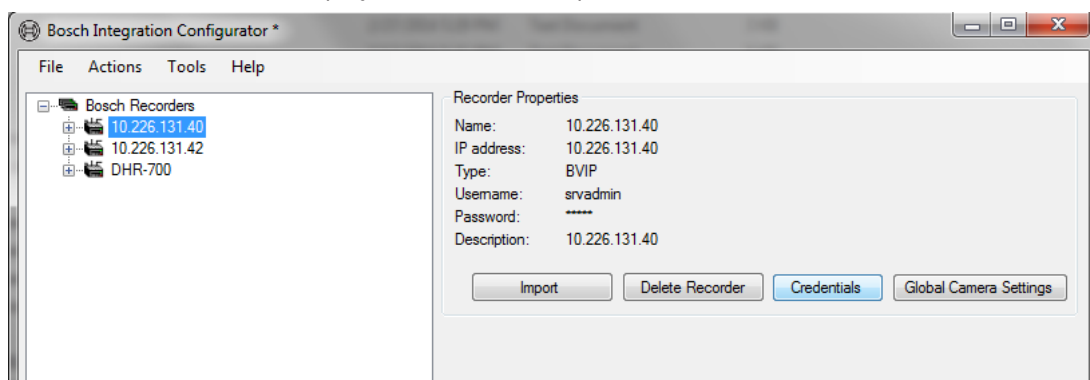 Bosch Integration Configurator *
File Actions Tools Help
Bosch Recorders
10.226.131.40
10.226.131.42
DHR-700
Recorder Properties
Name: 10.226.131.40
IP address: 10.226.131.40
Type: BVIP
Username: srvadmin
Password: *****
Description: 10.226.131.40
Import Delete Recorder Credentials Global Camera Settings